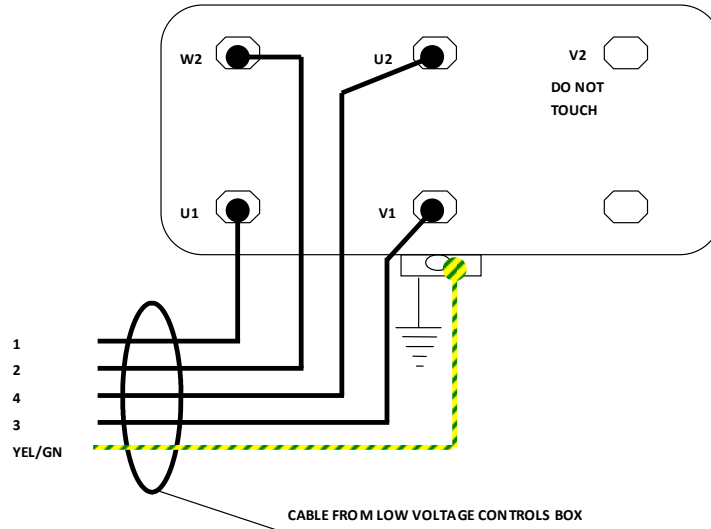 W2
U2
V2
DO NOT
TOUCH
U1
V1
1
2
4
3
YEL/GN
CABLE FROM LOW VOLTAGE CONTROLS BOX